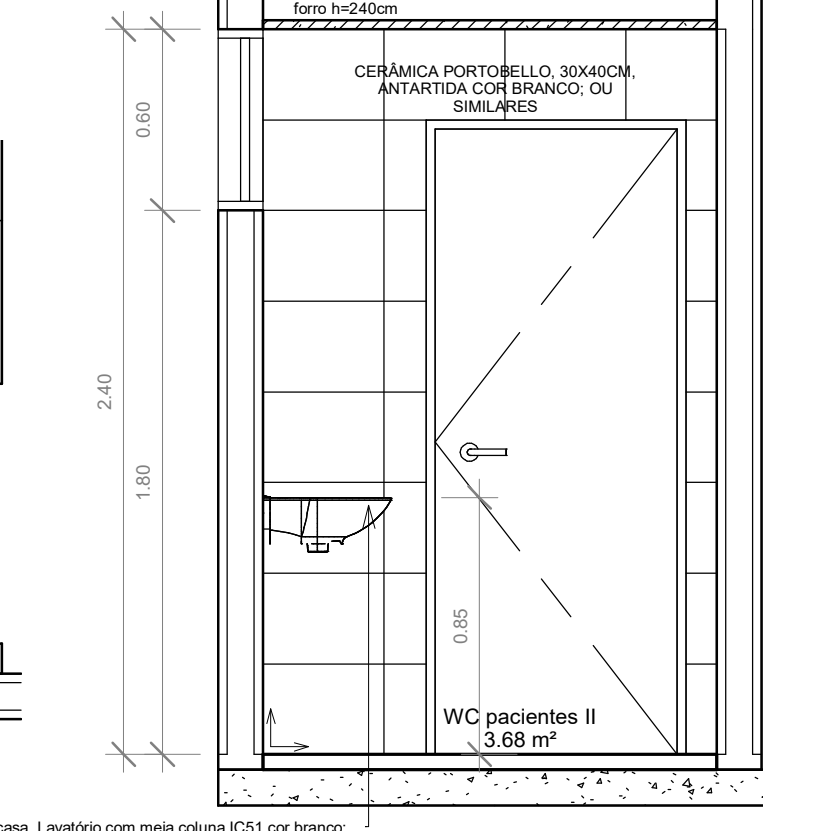 forro h=240cm
CERÂMICA PORTOBELLO, 30X40CM,
ANTARTIDA COR BRANCO; OU
SIMILARES
0.60
2.40
1.80
0.85
WC pacientes II
3.68 m²
casa. Lavatório com meia coluna IC51 cor branco;